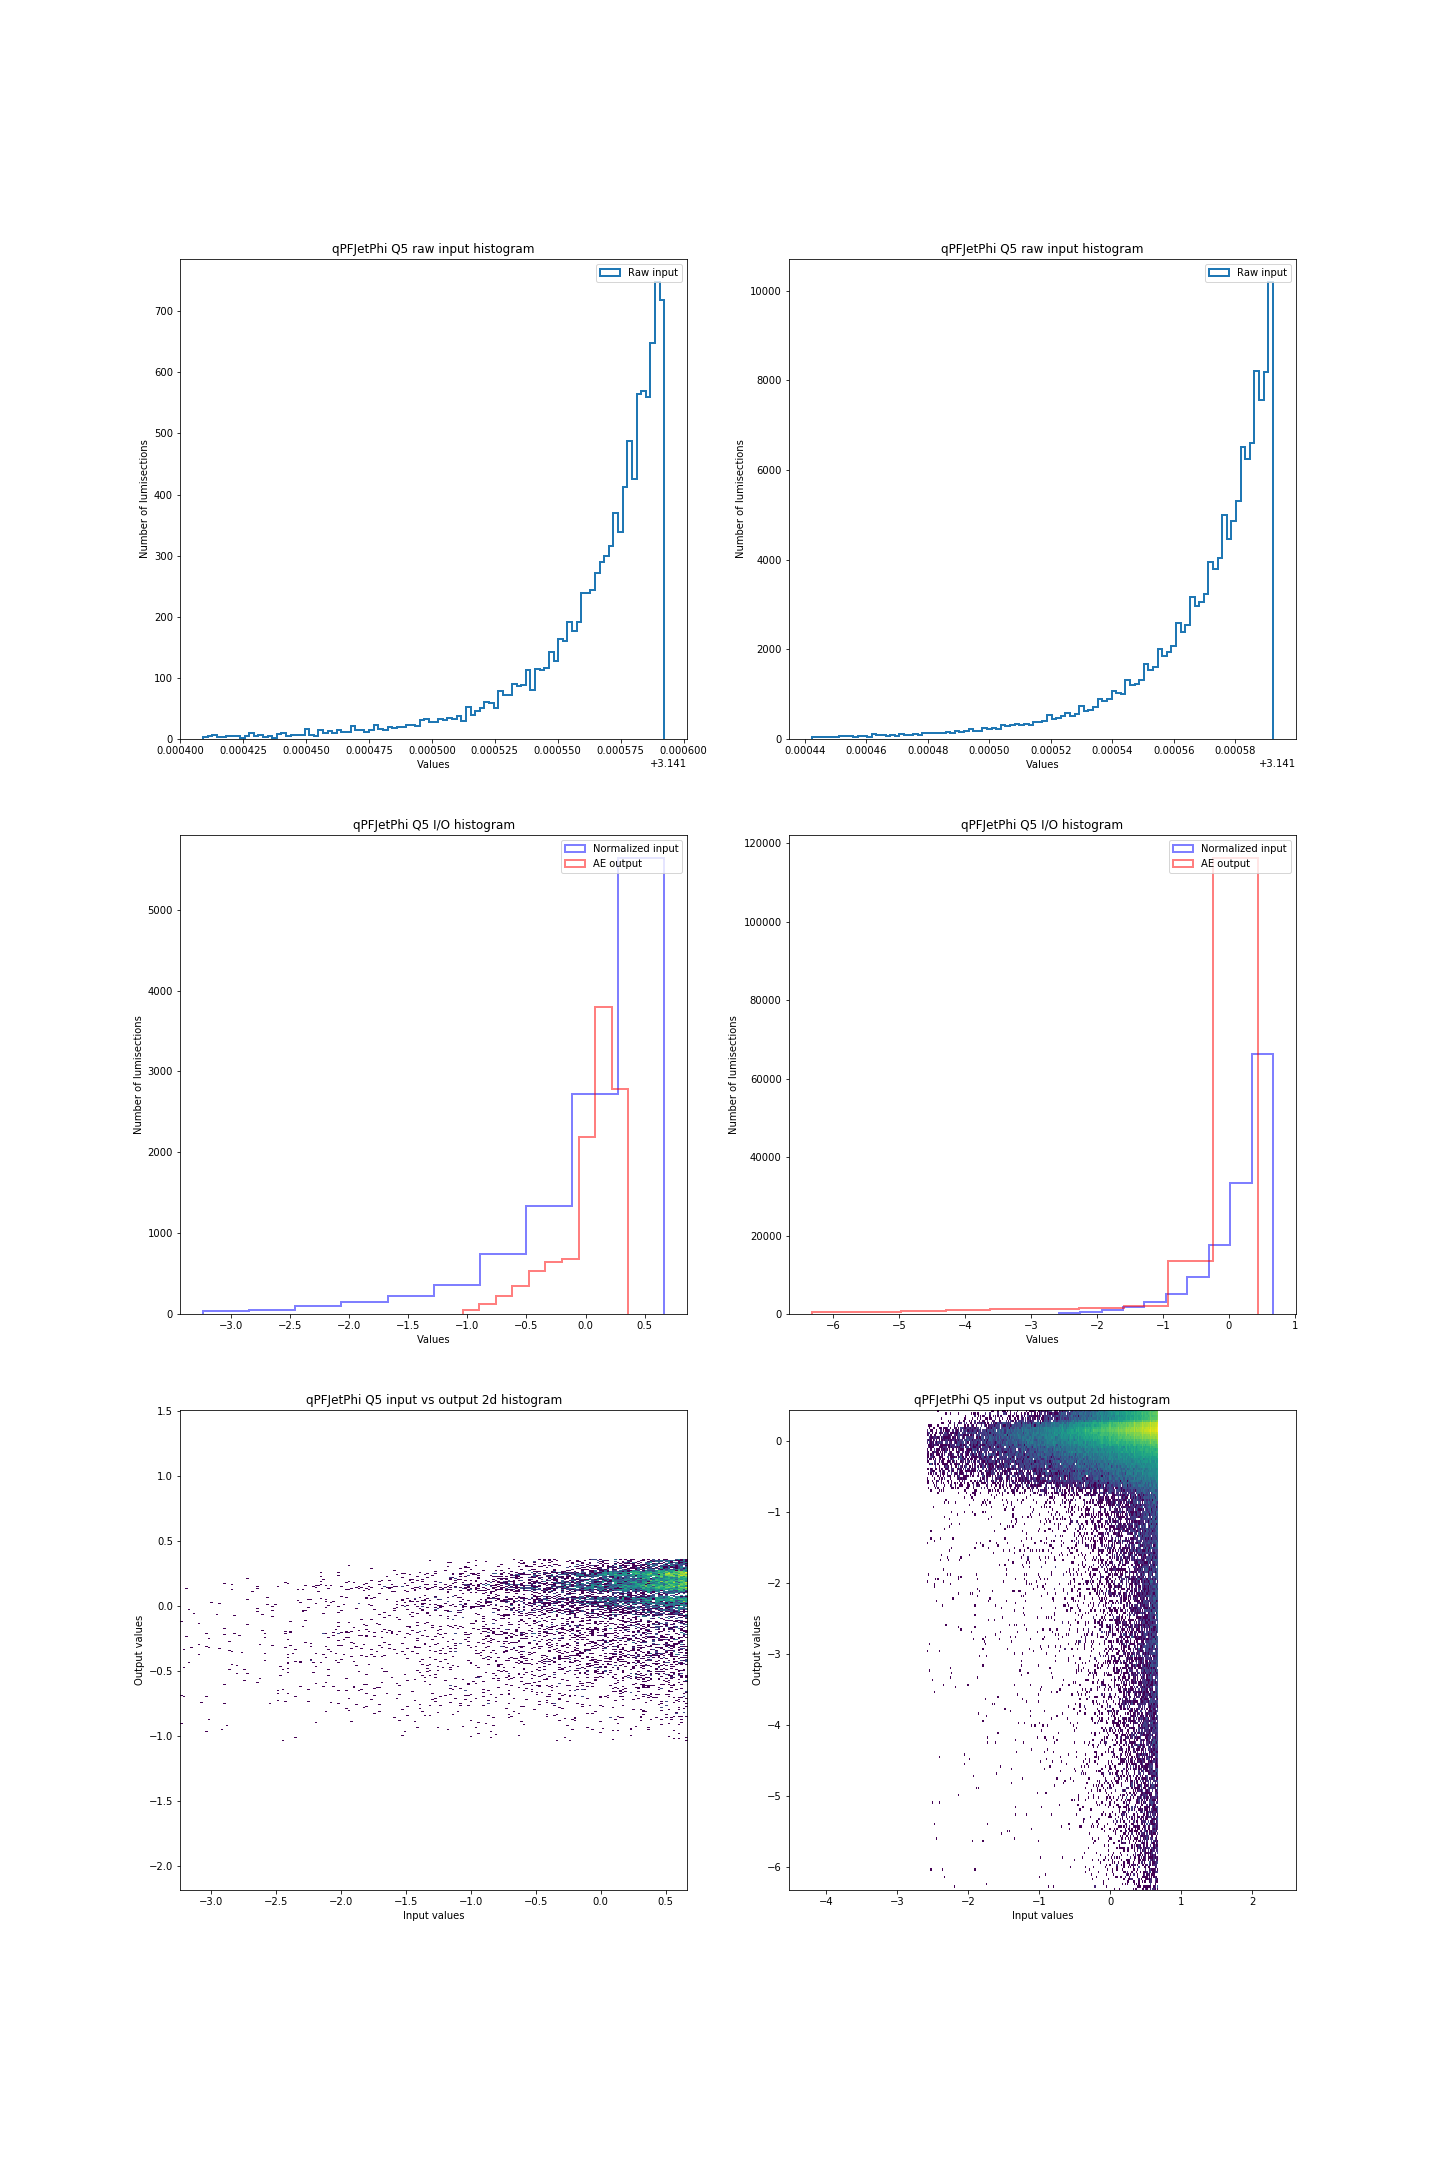 qPFJetPhi Q5 raw input histogram
Raw input
Number of lumisections
700
600
500
400
300
200
100
0
0.000400 0.000425 0.000450 0.000475 0.000500 0.000525 0.000550 0.000575 0.000600
Values
+3.141
qPFJetPhi Q5 raw input histogram
Raw input
Number of lumisections
10000
8000
6000
4000
2000
0
0.00044 0.00046 0.00048 0.00050 0.00052 0.00054 0.00056 0.00058
Values
+3.141
qPFJetPhi Q5 I/O histogram
Normalized input
AE output
Number of lumisections
5000
4000
3000
2000
1000
0
−3.0 −2.5 −2.0 −1.5 −1.0 −0.5 0.0 0.5
Values
qPFJetPhi Q5 I/O histogram
Normalized input
AE output
Number of lumisections
120000
100000
80000
60000
40000
20000
0
−6 −5 −4 −3 −2 −1 0 1
Values
qPFJetPhi Q5 input vs output 2d histogram
Output values
1.5
1.0
0.5
0.0
−0.5
−1.0
−1.5
−2.0
−3.0 −2.5 −2.0 −1.5 −1.0 −0.5 0.0 0.5
Input values
qPFJetPhi Q5 input vs output 2d histogram
Output values
0
−1
−2
−3
−4
−5
−6
−4 −3 −2 −1 0 1 2
Input values